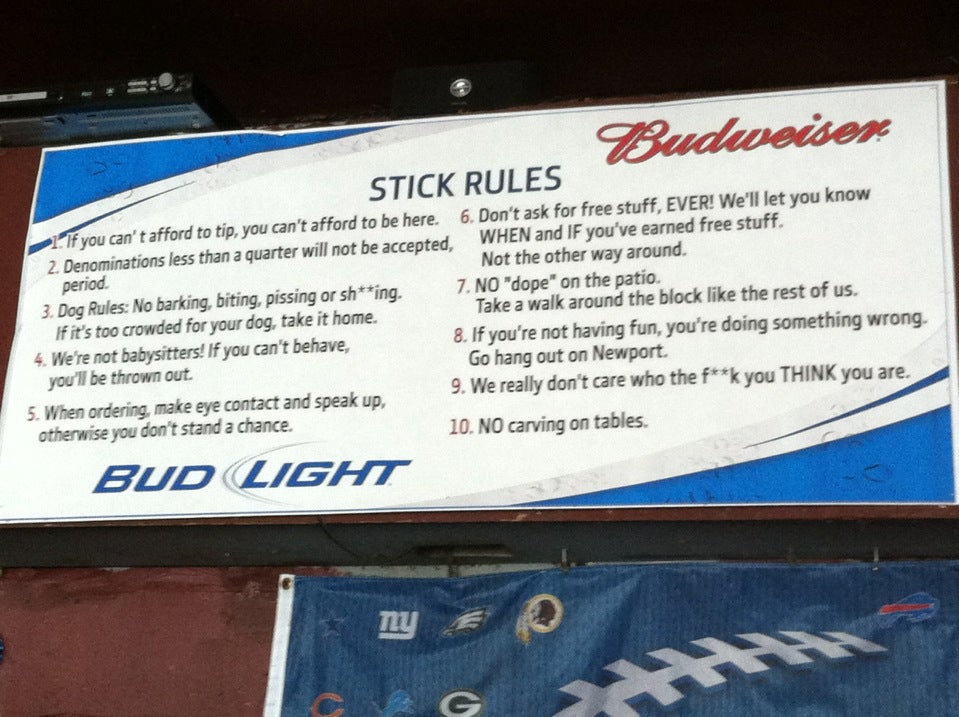 Budweiser
STICK RULES
1. If you can't afford to tip, you can't afford to be here.
2. Denominations less than a quarter will not be accepted,
period.
3. Dog Rules: No barking, biting, pissing or sh**ing.
If it's too crowded for your dog, take it home.
4. We're not babysitters! If you can't behave,
you'll be thrown out.
5. When ordering, make eye contact and speak up,
otherwise you don't stand a chance.
6. Don't ask for free stuff, EVER! We'll let you know
WHEN and IF you've earned free stuff.
Not the other way around.
7. NO "dope" on the patio.
Take a walk around the block like the rest of us.
8. If you're not having fun, you're doing something wrong.
Go hang out on Newport.
9. We really don't care who the f**k you THINK you are.
10. NO carving on tables.
BUD LIGHT
ny
C
G